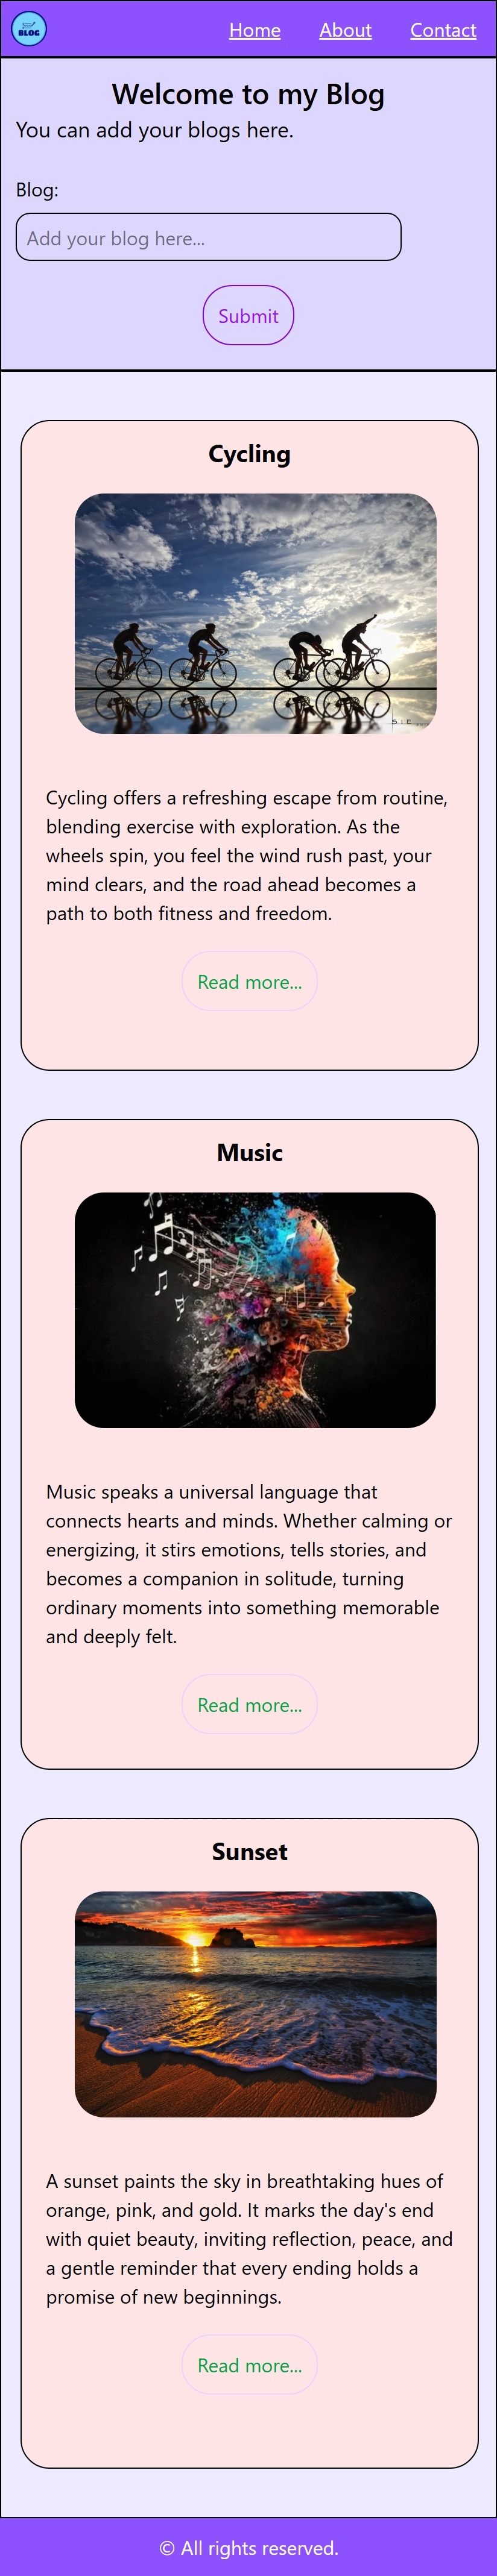 BLOG
Home About Contact
Welcome to my Blog
You can add your blogs here.
Blog:
Add your blog here...
Submit
Cycling
S I E
Cycling offers a refreshing escape from routine,
blending exercise with exploration. As the
wheels spin, you feel the wind rush past, your
mind clears, and the road ahead becomes a
path to both fitness and freedom.
Read more...
Music
Music speaks a universal language that
connects hearts and minds. Whether calming or
energizing, it stirs emotions, tells stories, and
becomes a companion in solitude, turning
ordinary moments into something memorable
and deeply felt.
Read more...
Sunset
A sunset paints the sky in breathtaking hues of
orange, pink, and gold. It marks the day's end
with quiet beauty, inviting reflection, peace, and
a gentle reminder that every ending holds a
promise of new beginnings.
Read more...
© All rights reserved.